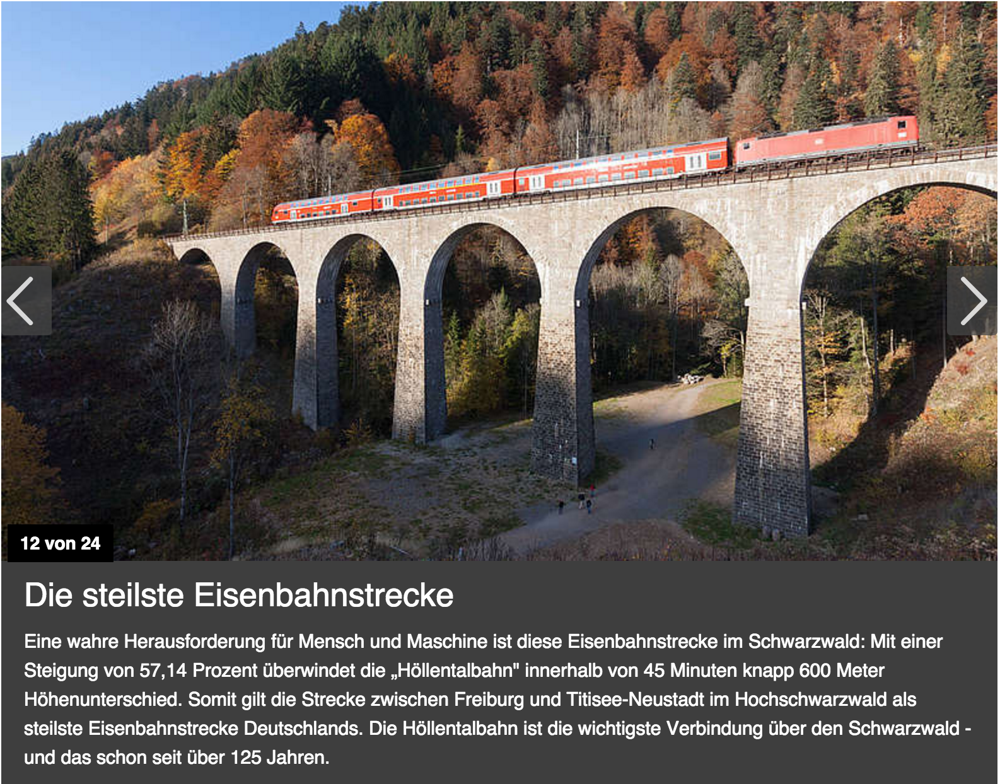 12 von 24
Die steilste Eisenbahnstrecke
Eine wahre Herausforderung für Mensch und Maschine ist diese Eisenbahnstrecke im Schwarzwald: Mit einer
Steigung von 57,14 Prozent überwindet die „Höllentalbahn" innerhalb von 45 Minuten knapp 600 Meter
Höhenunterschied. Somit gilt die Strecke zwischen Freiburg und Titisee-Neustadt im Hochschwarzwald als
steilste Eisenbahnstrecke Deutschlands. Die Höllentalbahn ist die wichtigste Verbindung über den Schwarzwald -
und das schon seit über 125 Jahren.